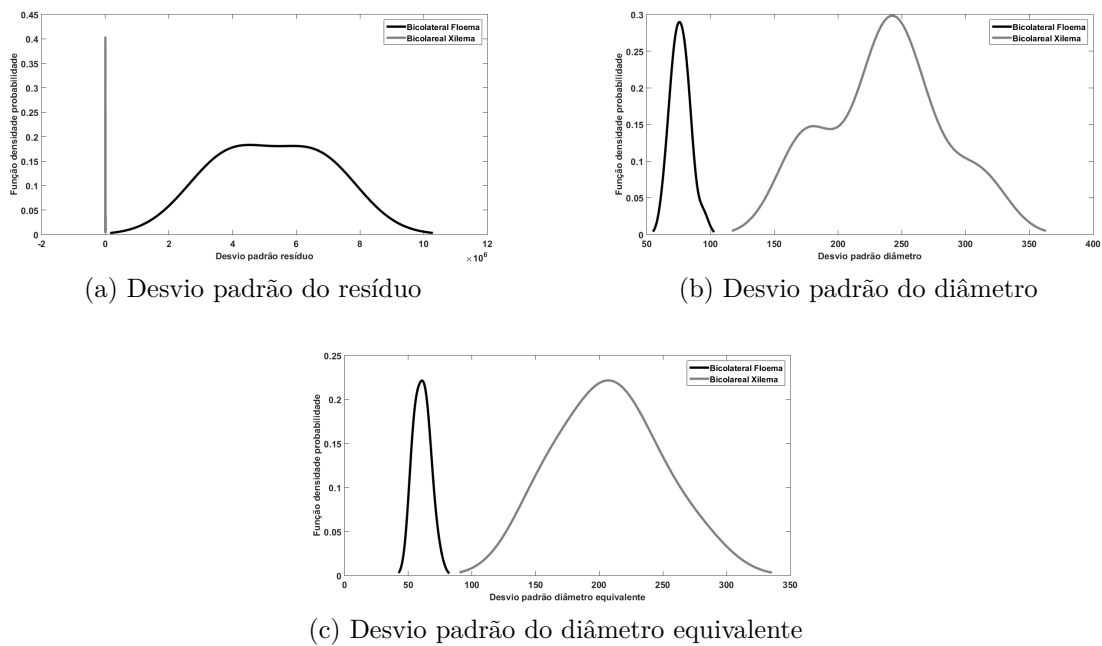 0.45
0.4
0.35
0.3
0.25
0.2
0.15
0.1
0.05
0
Função densidade probabilidade
Bicolateral Floema
Bicolareal Xilema
-2 0 2 4 6 8 10 12
Desvio padrão resíduo
×10⁶
(a) Desvio padrão do resíduo
0.3
0.25
0.2
0.15
0.1
0.05
0
Função densidade probabilidade
Bicolateral Floema
Bicolareal Xilema
50 100 150 200 250 300 350 400
Desvio padrão diâmetro
(b) Desvio padrão do diâmetro
0.25
0.2
0.15
0.1
0.05
0
Função densidade probabilidade
Bicolateral Floema
Bicolareal Xilema
0 50 100 150 200 250 300 350
Desvio padrão diâmetro equivalente
(c) Desvio padrão do diâmetro equivalente